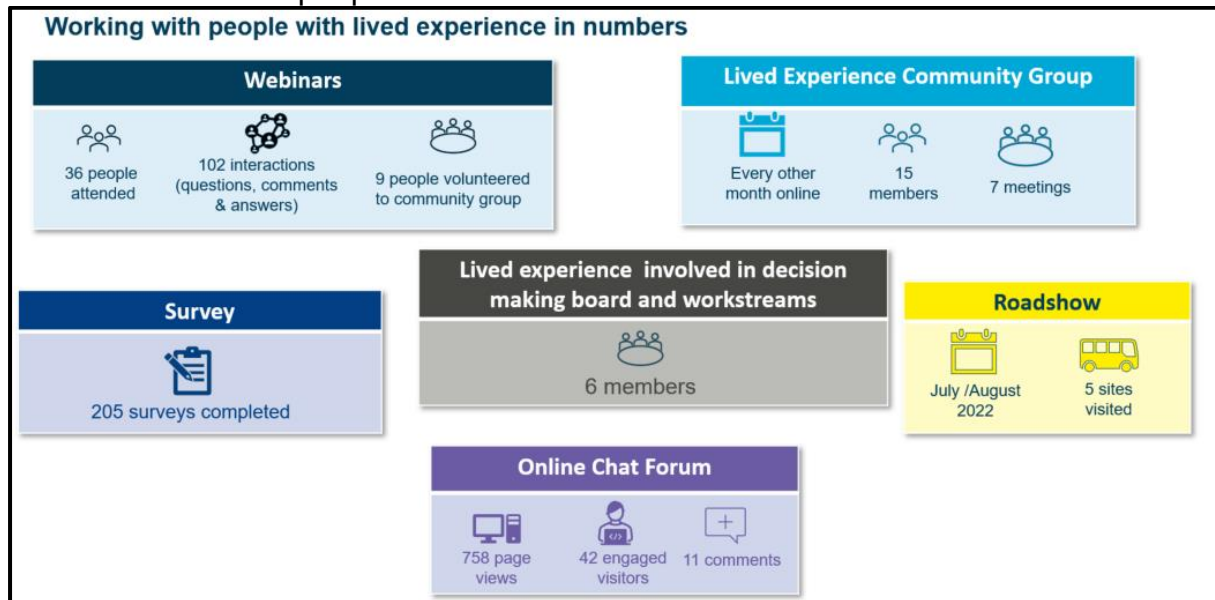 Working with people with lived experience in numbers
Webinars
36 people
attended
102 interactions
(questions, comments
& answers)
9 people volunteered
to community group
Lived Experience Community Group
Every other
month online
15
members
7 meetings
Lived experience involved in decision
making board and workstreams
6 members
Survey
205 surveys completed
Roadshow
July /August
2022
5 sites
visited
Online Chat Forum
758 page
views
42 engaged
visitors
11 comments